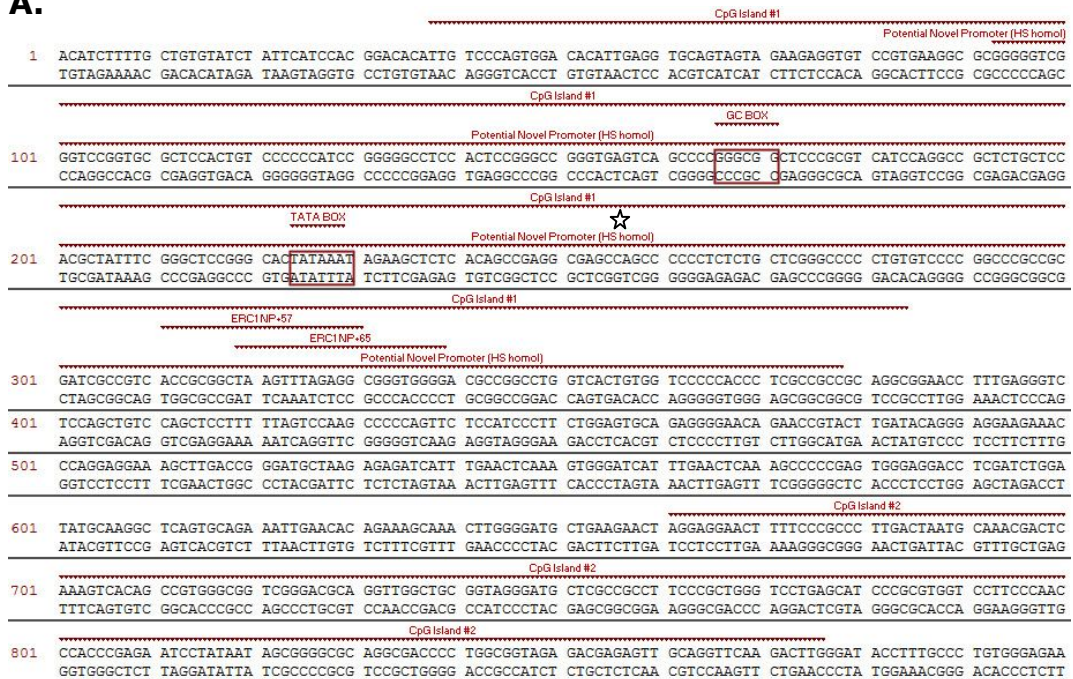 A.
CpG Island #1
Potential Novel Promoter (HS homol)
1 ACATCTTTTG CTGTGTATCT ATTCATCCAC GGACACATTG TCCCAGTGGA CACATTGAGG TGCAGTAGTA GAAGAGGTGT CCGTGAAGGC GCGGGGGTCG
TGTAGAAAAC GACACATAGA TAAGTAGGTG CCTGTGTAAC AGGGTCACCT GTGTAACTCC ACGTCATCAT CTTCTCCACA GGCACTTCCG CGCCCCCAGC
CpG Island #1
GC BOX
Potential Novel Promoter (HS homol)
101 GGTCCGGTGC GCTCCACTGT CCCCCCATCC GGGGGCCTCC ACTCCGGGCC GGGTGAGTCA GCCCCGGGCG GCTCCCGCGT CATCCAGGCC GCTCTGCTCC
CCAGGCCACG CGAGGTGACA GGGGGGTAGG CCCCCGGAGG TGAGGCCCGG CCCACTCAGT CGGGGCCCGC CGAGGGCGCA GTAGGTCCGG CGAGACGAGG
CpG Island #1
TATA BOX
Potential Novel Promoter (HS homol)
201 ACGCTATTTC GGGCTCCGGG CACTATAAAT AGAAGCTCTC ACAGCCGAGG CGAGCCAGCC CCCCCTCTCTG CTCGGGCCCC CTGTGTCCCC GGCCCGCCGC
TGCGATAAAG CCCGAGGCCC GTGATATTTA TCTTCGAGAG TGTCGGCTCC GCTCGGTCGG GGGGAGAGAC GAGCCCGGGG GACACAGGGG CCGGGCGGCG
CpG Island #1
ERC1NP+57
ERC1NP+65
Potential Novel Promoter (HS homol)
301 GATCGCCGTC ACCGCGGCTA AGTTTAGAGG CGGGTGGGGA CGCCGGCCTG GTCACTGTGG TCCCCCACCC TCGCCGCCGC AGGCGGAACC TTTGAGGGTC
CTAGCGGCAG TGGCGCCGAT TCAAATCTCC GCCCACCCCT GCGGCCGGAC CAGTGACACC AGGGGGTGGG AGCGGCGGCG TCCGCCTTGG AAACTCCCAG
401 TCCAGCTGTC CAGCTCCTTT TTAGTCCAAG CCCCCAGTTC TCCATCCCTT CTGGAGTGCA GAGGGGAACA GAACCGTACT TGATACAGGG AGGAAGAAAC
AGGTCGACAG GTCGAGGAAA AATCAGGTTC GGGGGTCAAG AGGTAGGGAA GACCTCACGT CTCCCCTTGT CTTGGCATGA ACTATGTCCC TCCTTCTTTG
501 CCAGGAGGAA AGCTTGACCG GGATGCTAAG AGAGATCATT TGAACTCAAA GTGGGATCAT TTGAACTCAA AGCCCCCGAG TGGGAGGACC TCGATCTGGA
GGTCCTCCTT TCGAACTGGC CCTACGATTC TCTCTAGTAA ACTTGAGTTT CACCCTAGTA AACTTGAGTT TCGGGGGCTC ACCCTCCTGG AGCTAGACCT
CpG Island #2
601 TATGCAAGGC TCAGTGCAGA AATTGAACAC AGAAAGCAAA CTTGGGGATG CTGAAGAACT AGGAGGAACT TTTCCCGCCC TTGACTAATG CAAACGACTC
ATACGTTCCG AGTCACGTCT TTAACTTGTG TCTTTCGTTT GAACCCCTAC GACTTCTTGA TCCTCCTTGA AAAGGGCGGG AACTGATTAC GTTTGCTGAG
CpG Island #2
701 AAAGTCACAG CCGTGGGCGG TCGGGACGCA GGTTGGCTGC GGTAGGGATG CTCGCCGCCT TCCCGCTGGG TCCTGAGCAT CCCGCGTGGT CCTTCCCAAC
TTTCAGTGTC GGCACCCGCC AGCCCTGCGT CCAACCGACG CCATCCCTAC GAGCGGCGGA AGGGCGACCC AGGACTCGTA GGGCGCACCA GGAAGGGTTG
CpG Island #2
801 CCACCCGAGA ATCCTATAAT AGCGGGGCGC AGGCGACCCC TGGCGGTAGA GACGAGAGTT GCAGGTTCAA GACTTGGGAT ACCTTTGCCC TGTGGGAGAA
GGTGGGCTCT TAGGATATTA TCGCCCCGCG TCCGCTGGGG ACCGCCATCT CTGCTCTCAA CGTCCAAGTT CTGAACCCTA TGGAAACGGG ACACCCTCTT